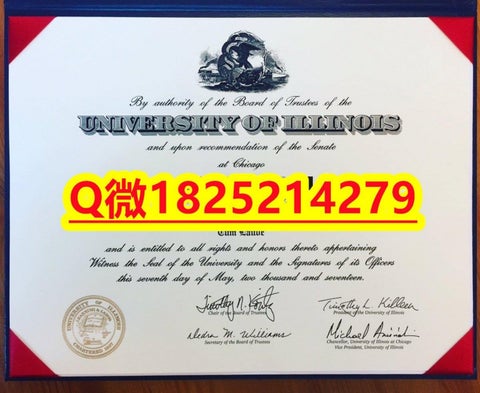 By authority of the Board of Trustees of the
UNIVERSITY OF ILLINOIS
and upon recommendation of the Senate
at Chicago
Q微1825214279
Cum Laude
and is entitled to all rights and honors thereto appertaining
Witness the Seal of the University and the Signatures of its Officers
this seventh day of May, two thousand and seventeen.
Chair of the Board of Trustees
President of the University of Illinois
Secretary of the Board of Trustees
Chancellor, University of Illinois at Chicago
Vice President, University of Illinois
UNIVERSITY OF ILLINOIS